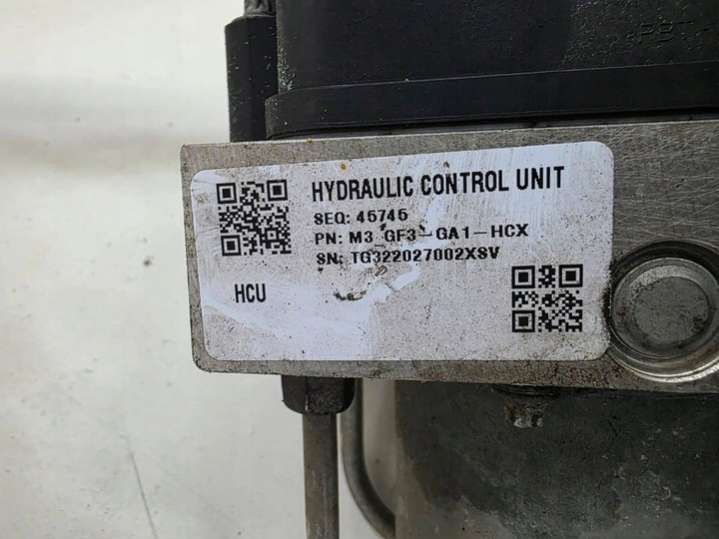 HYDRAULIC CONTROL UNIT
SEQ: 45745
PN: M3 GF3-GA1-HCX
SN: TG322027002XSV
HCU